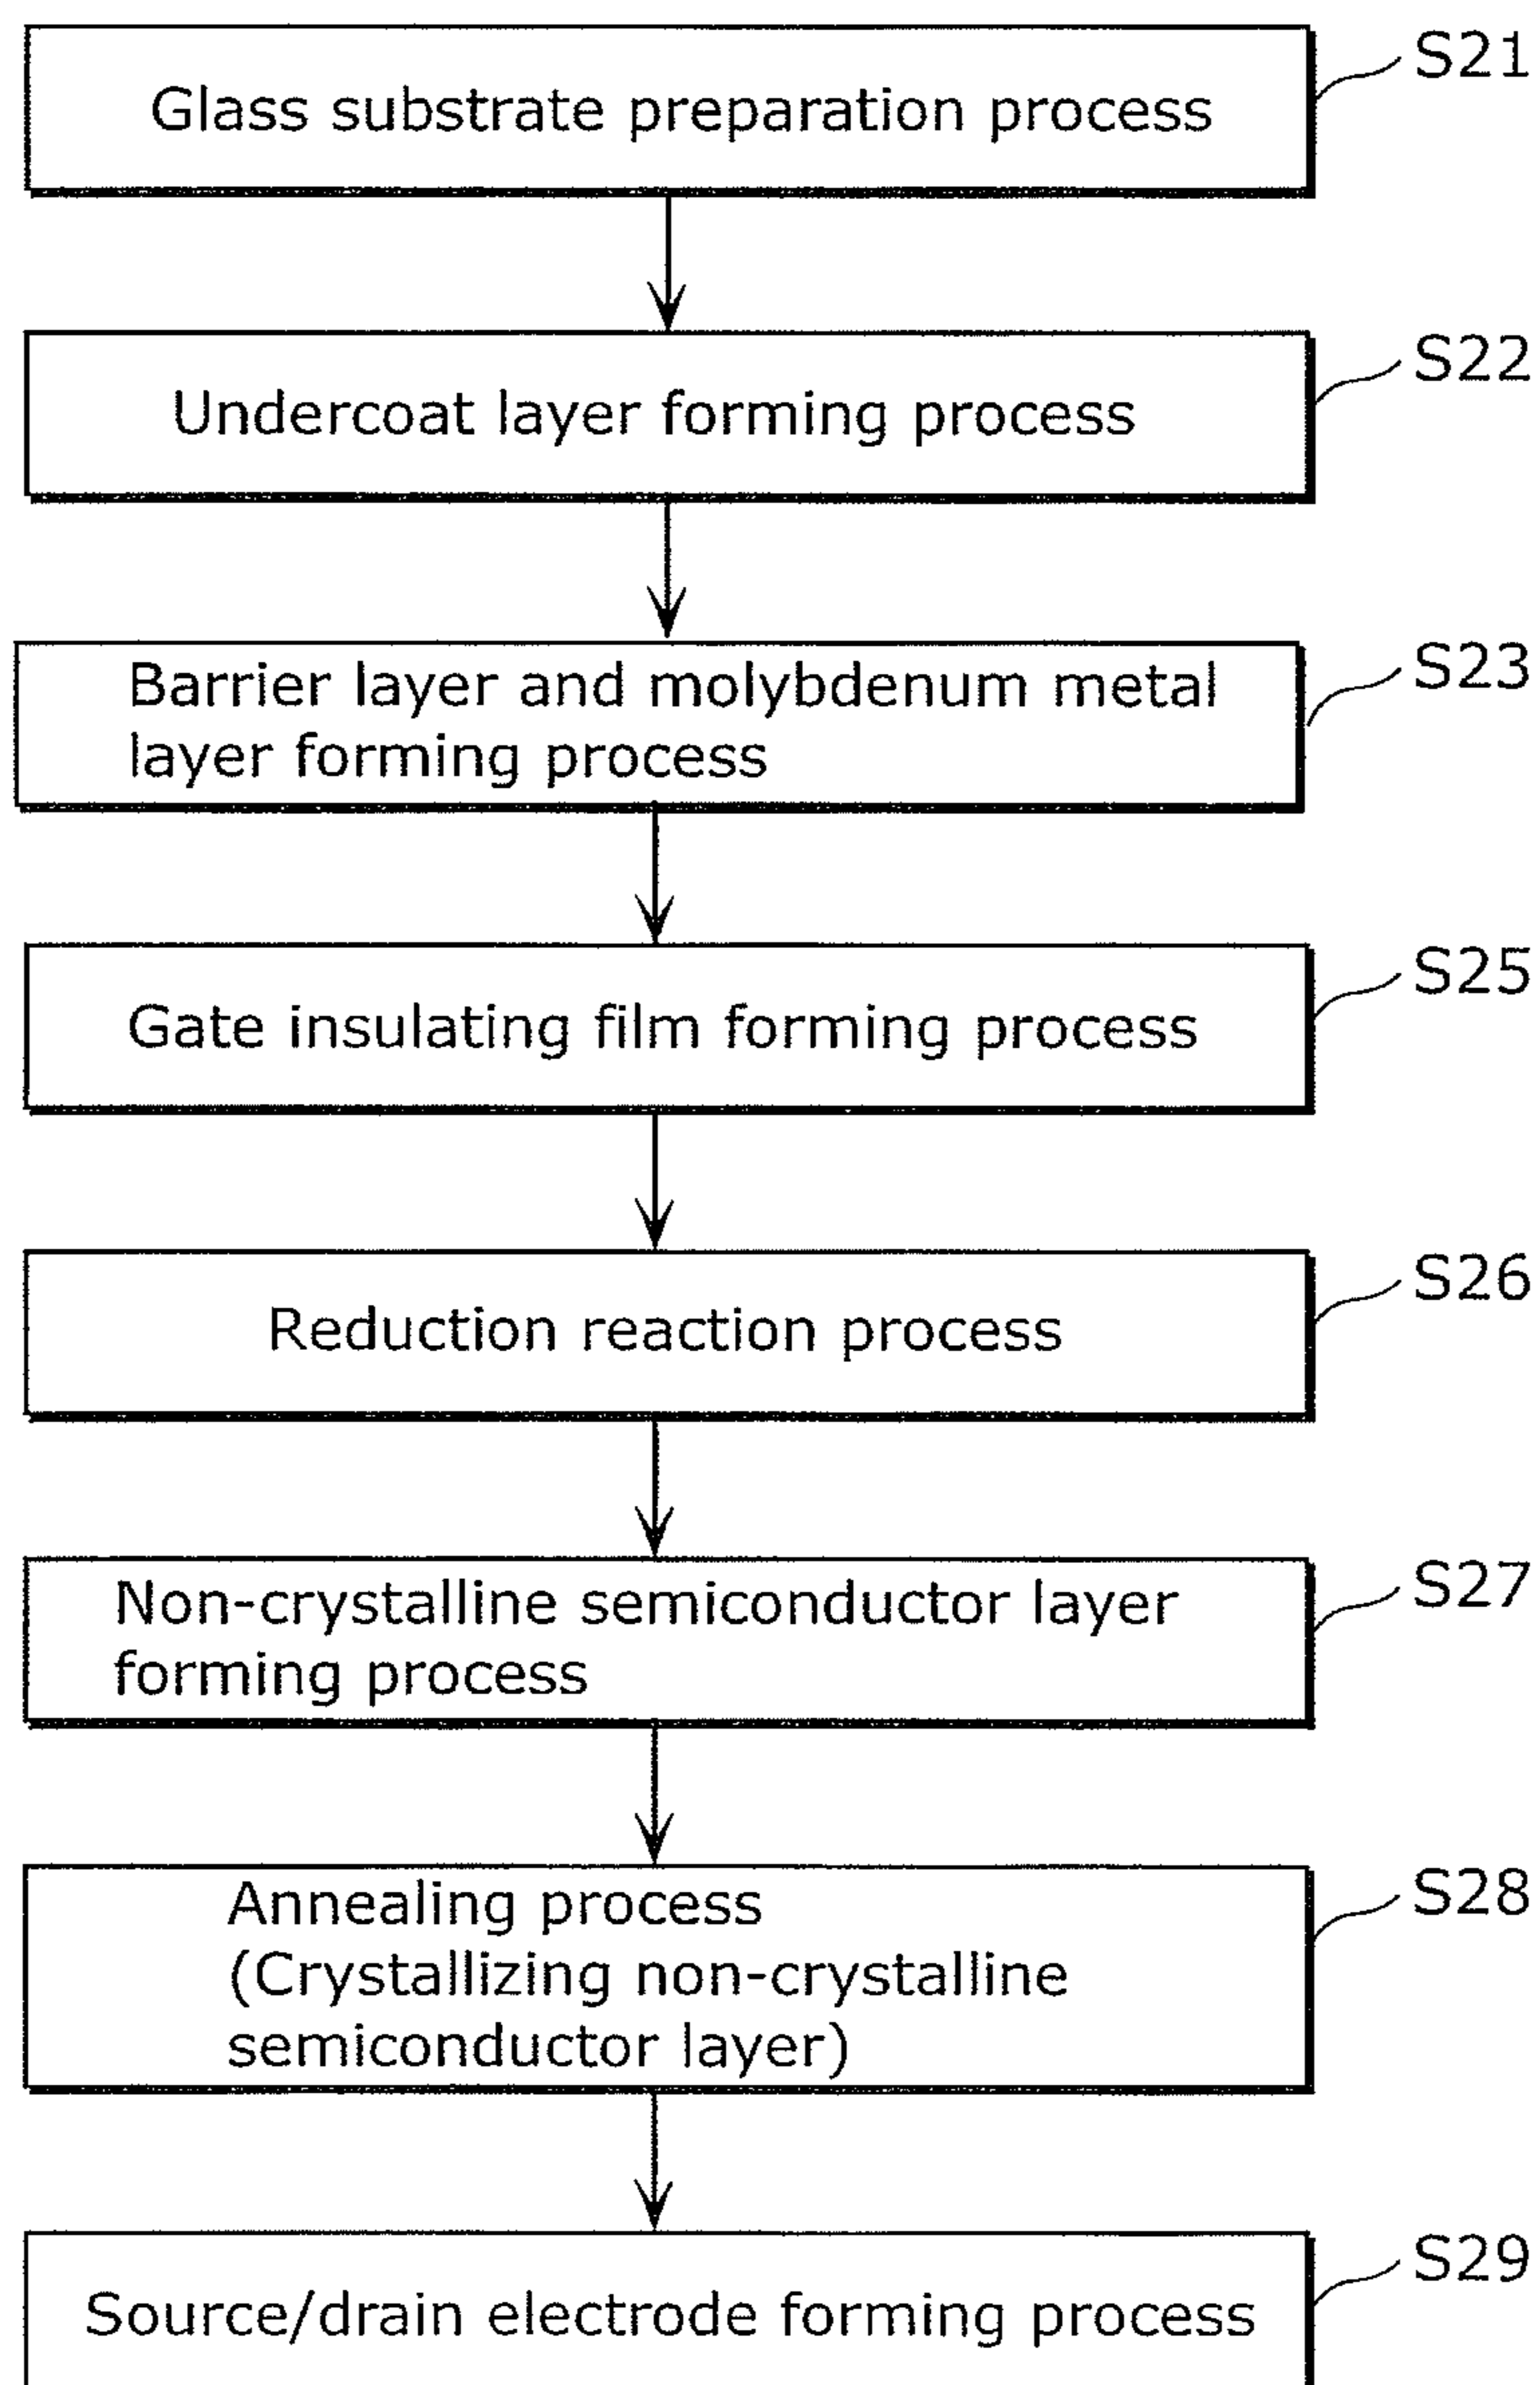 S21
Glass substrate preparation process
S22
Undercoat layer forming process
S23
Barrier layer and molybdenum metal
layer forming process
S25
Gate insulating film forming process
S26
Reduction reaction process
S27
Non-crystalline semiconductor layer
forming process
S28
Annealing process
(Crystallizing non-crystalline
semiconductor layer)
S29
Source/drain electrode forming process